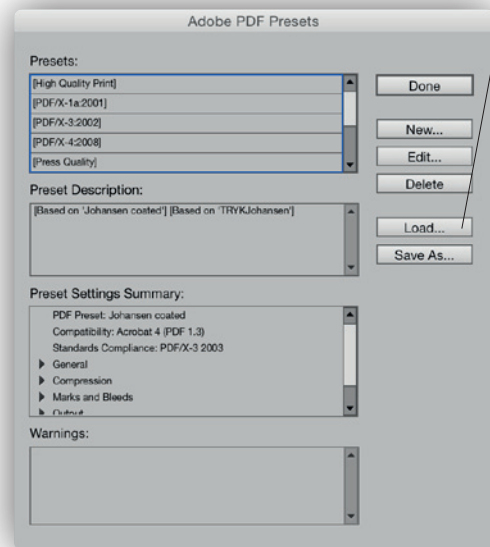 Adobe PDF Presets
Presets:
[High Quality Print]
[PDF/X-1a:2001]
[PDF/X-3:2002]
[PDF/X-4:2008]
[Press Quality]
Done
New...
Edit...
Delete
Preset Description:
[Based on 'Johansen coated'] [Based on 'TRYKJohansen']
Load...
Save As...
Preset Settings Summary:
PDF Preset: Johansen coated
Compatibility: Acrobat 4 (PDF 1.3)
Standards Compliance: PDF/X-3 2003
General
Compression
Marks and Bleeds
Output
Warnings: